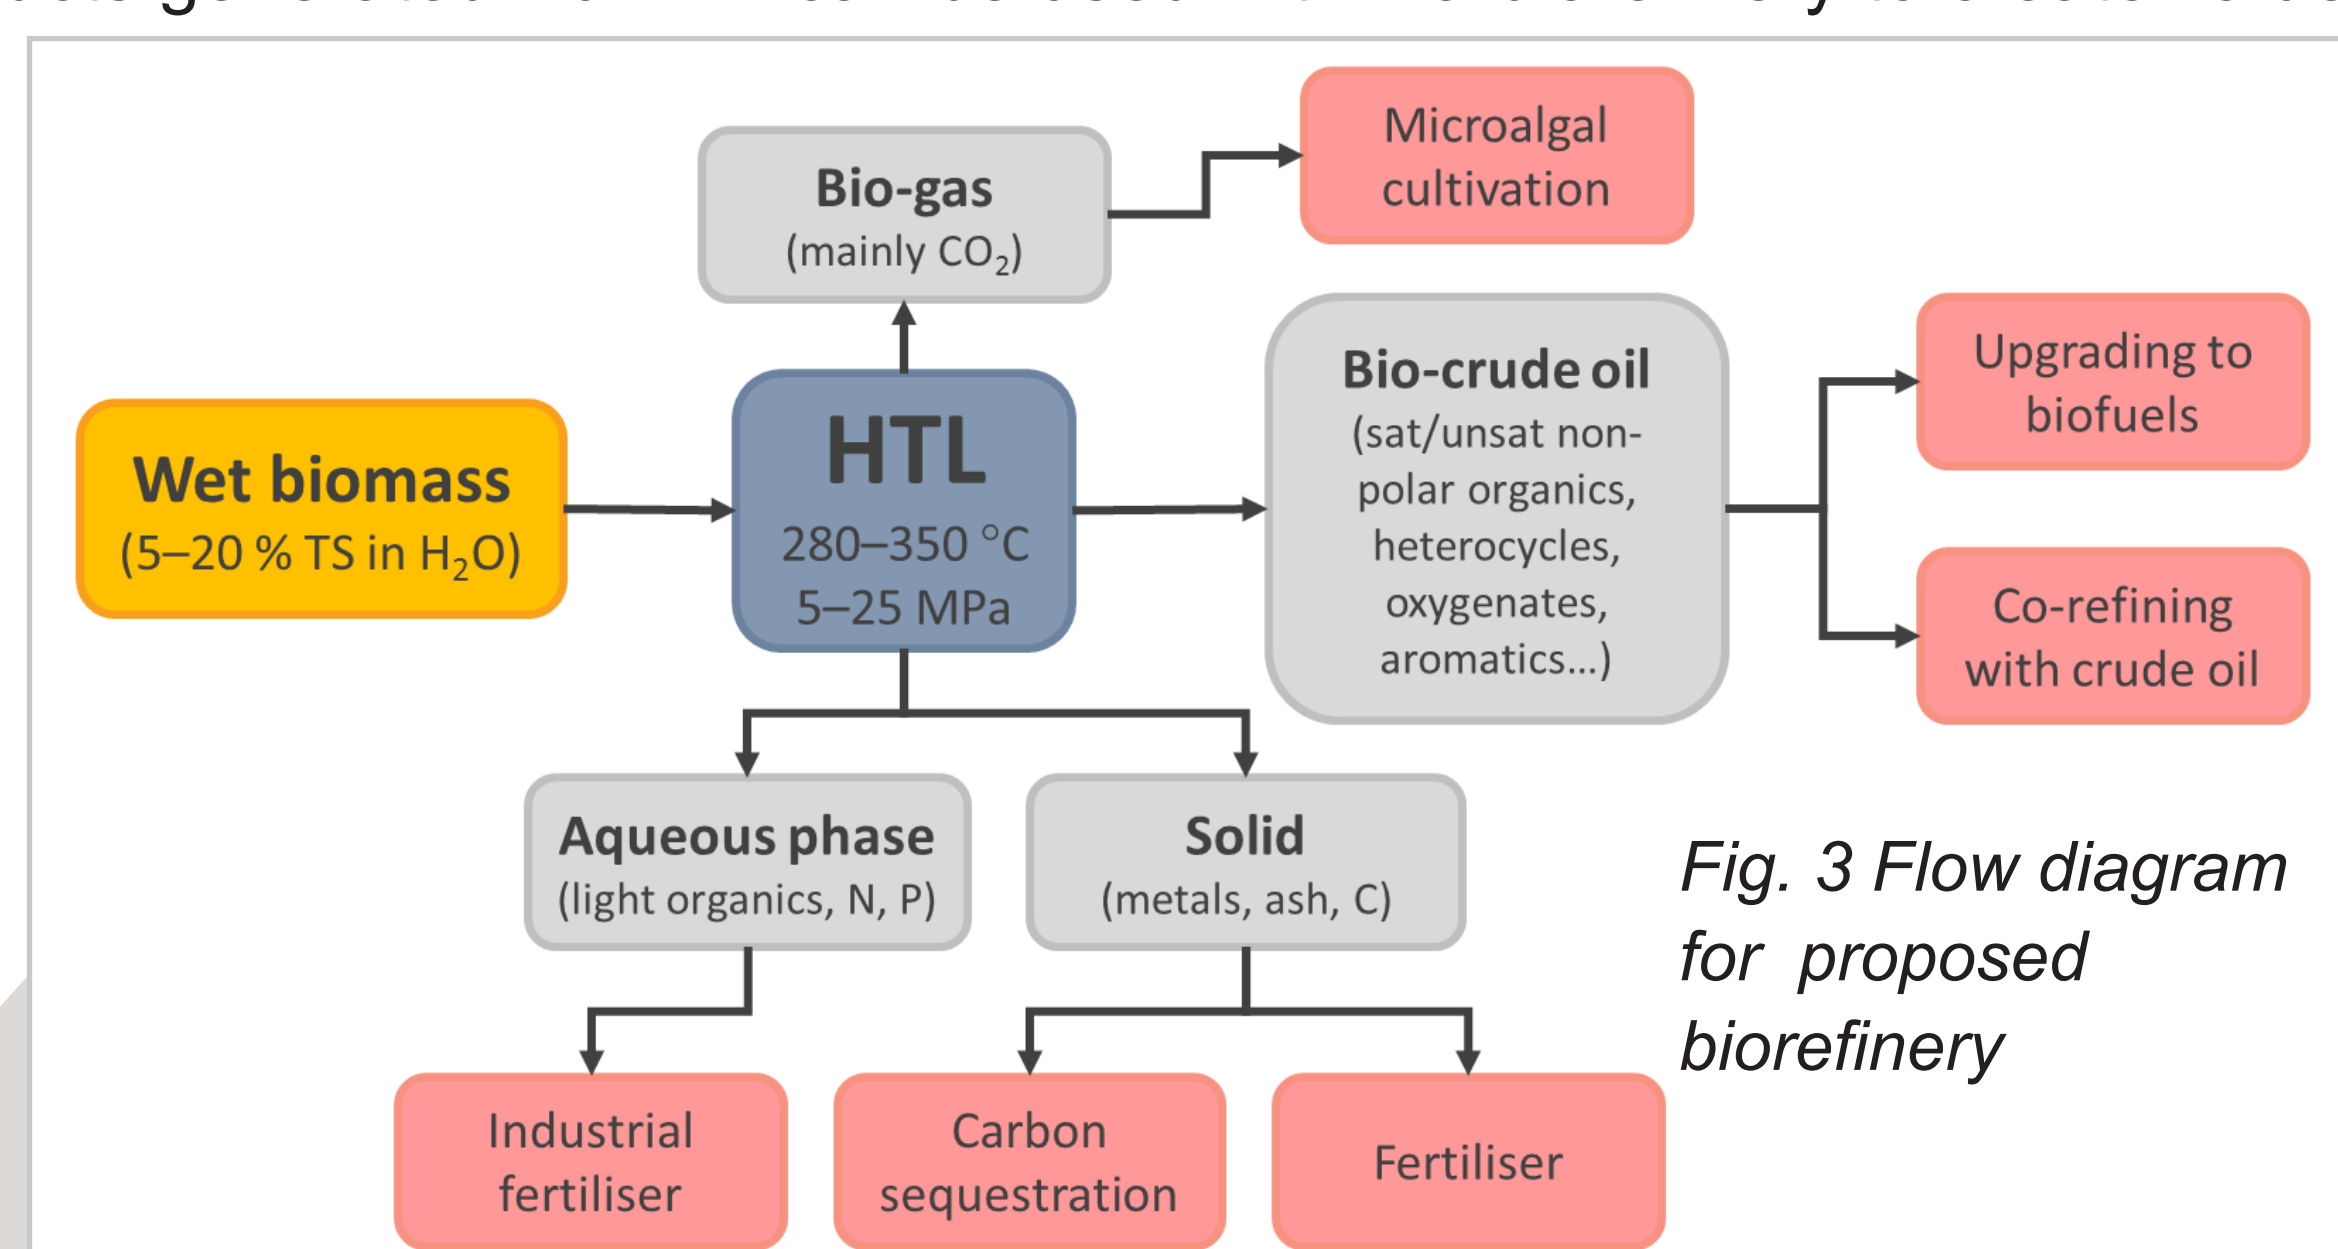 Microalgal
cultivation
Bio-gas
(mainly CO₂)
Wet biomass
(5–20 % TS in H₂O)
HTL
280–350 °C
5–25 MPa
Bio-crude oil
(sat/unsat non-
polar organics,
heterocycles,
oxygenates,
aromatics...)
Upgrading to
biofuels
Co-refining
with crude oil
Aqueous phase
(light organics, N, P)
Solid
(metals, ash, C)
Industrial
fertiliser
Carbon
sequestration
Fertiliser
Fig. 3 Flow diagram
for proposed
biorefinery